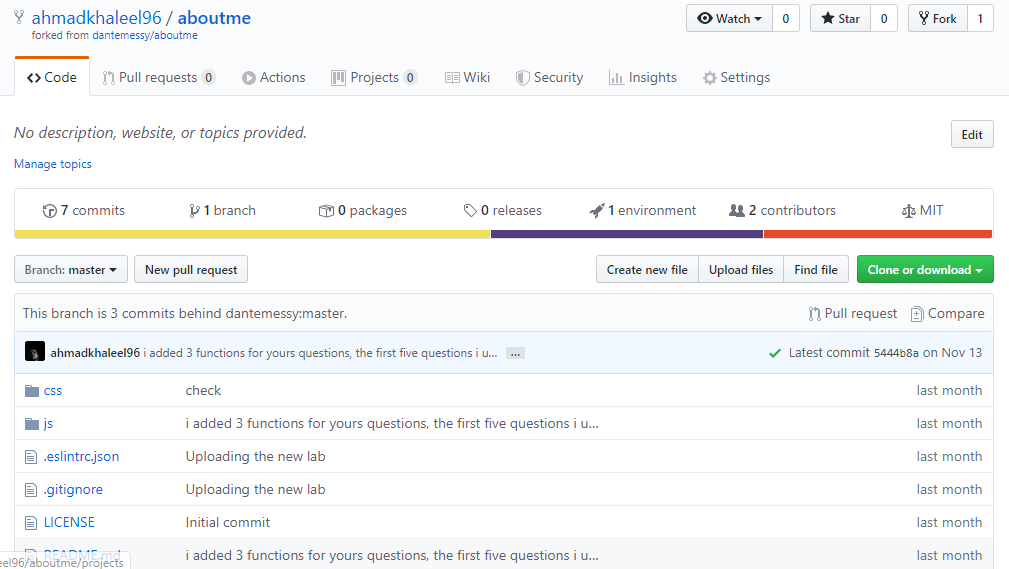 ahmadkhaleel96 / aboutme
Watch 0 Star 0 Fork 1
forked from dantemessy/aboutme
Code Pull requests 0 Actions Projects 0 Wiki Security Insights Settings
No description, website, or topics provided.
Edit
Manage topics
7 commits 1 branch 0 packages 0 releases 1 environment 2 contributors MIT
Branch: master New pull request Create new file Upload files Find file Clone or download
This branch is 3 commits behind dantemessy:master. Pull request Compare
ahmadkhaleel96 i added 3 functions for yours questions, the first five questions i u... ... Latest commit 5444b8a on Nov 13
css check last month
js i added 3 functions for yours questions, the first five questions i u... last month
.eslintrc.json Uploading the new lab last month
.gitignore Uploading the new lab last month
LICENSE Initial commit last month
README.md i added 3 functions for yours questions, the first five questions i u... last month
eel96/aboutme/projects